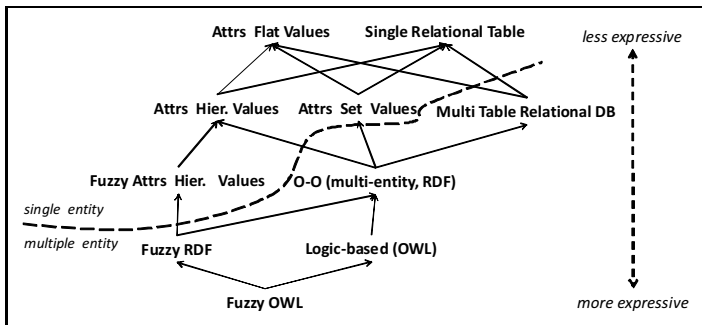 Attrs Flat Values
Single Relational Table
less expressive
Attrs Hier. Values
Attrs Set Values
Multi Table Relational DB
Fuzzy Attrs Hier. Values
O-O (multi-entity, RDF)
single entity
multiple entity
Fuzzy RDF
Logic-based (OWL)
Fuzzy OWL
more expressive